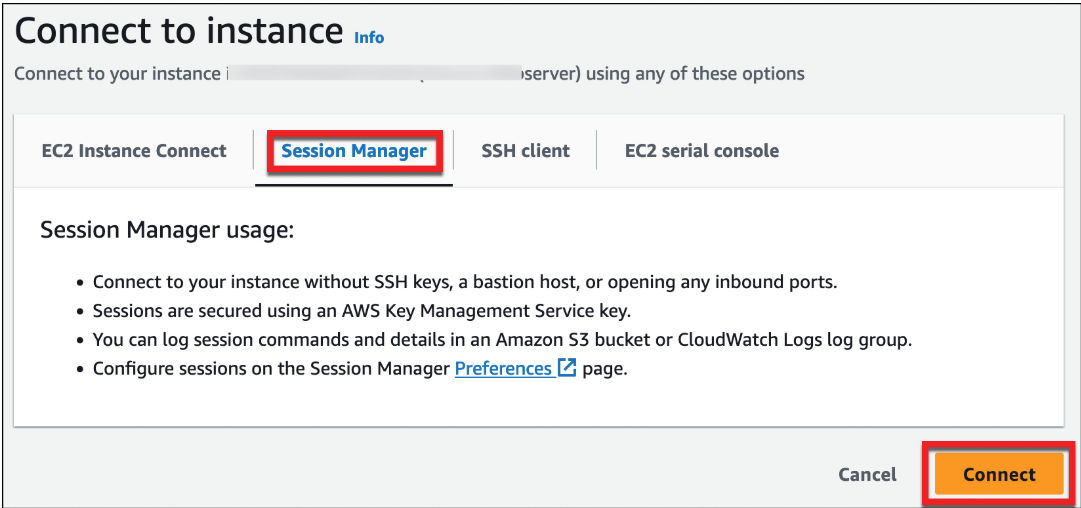 Connect to instance Info
Connect to your instance server) using any of these options
EC2 Instance Connect
Session Manager
SSH client
EC2 serial console
Session Manager usage:
• Connect to your instance without SSH keys, a bastion host, or opening any inbound ports.
• Sessions are secured using an AWS Key Management Service key.
• You can log session commands and details in an Amazon S3 bucket or CloudWatch Logs log group.
• Configure sessions on the Session Manager Preferences page.
Cancel
Connect